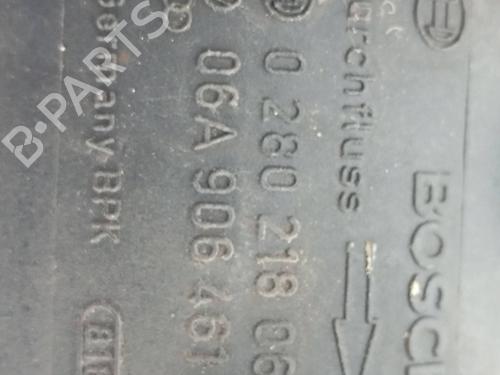 BOSCH
Durchfluss
0 280 218 06
06A 906 461
Germany BPK
B-PARTS